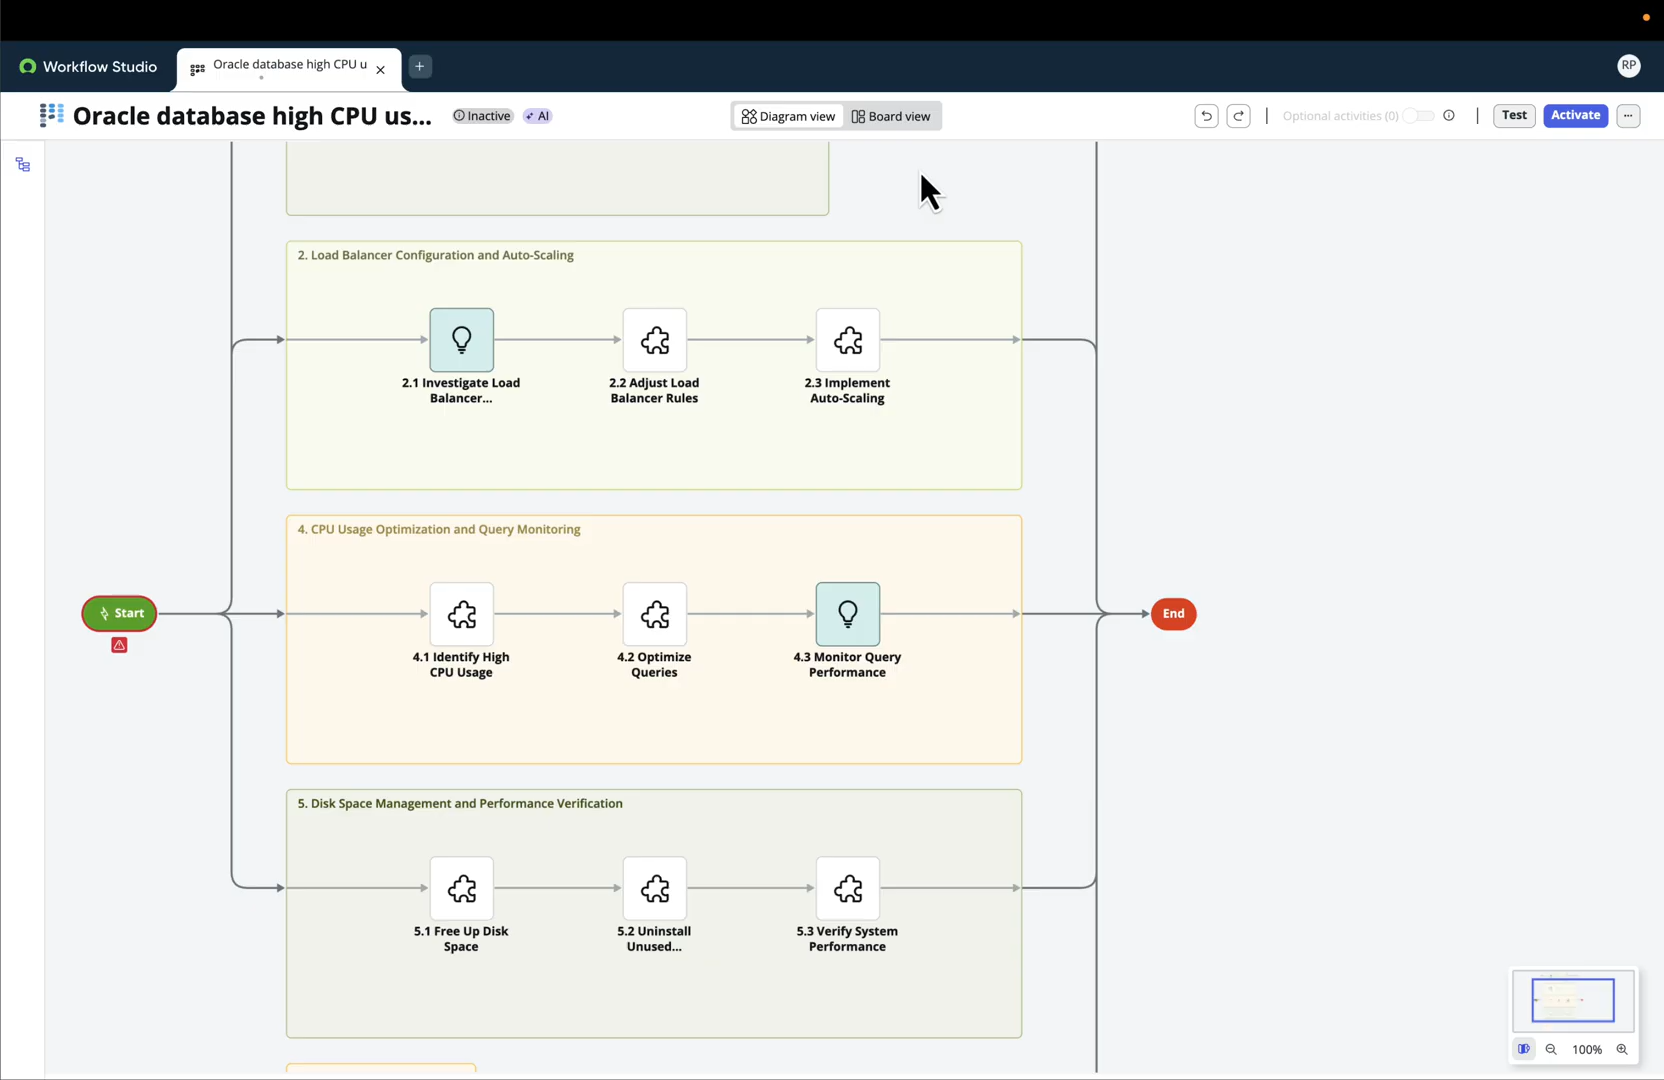 Workflow Studio
Oracle database high CPU u
RP
Oracle database high CPU us...
Inactive
AI
Diagram view
Board view
Optional activities (0)
Test
Activate
2. Load Balancer Configuration and Auto-Scaling
2.1 Investigate Load
Balancer...
2.2 Adjust Load
Balancer Rules
2.3 Implement
Auto-Scaling
4. CPU Usage Optimization and Query Monitoring
Start
4.1 Identify High
CPU Usage
4.2 Optimize
Queries
4.3 Monitor Query
Performance
End
5. Disk Space Management and Performance Verification
5.1 Free Up Disk
Space
5.2 Uninstall
Unused...
5.3 Verify System
Performance
100%